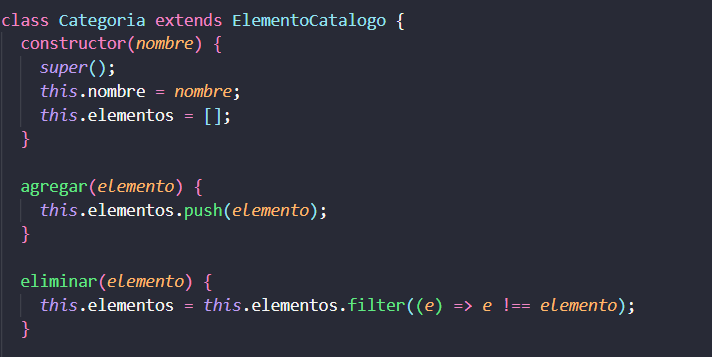 class Categoria extends ElementoCatalogo {
  constructor(nombre) {
    super();
    this.nombre = nombre;
    this.elementos = [];
  }

  agregar(elemento) {
    this.elementos.push(elemento);
  }

  eliminar(elemento) {
    this.elementos = this.elementos.filter((e) => e !== elemento);
  }